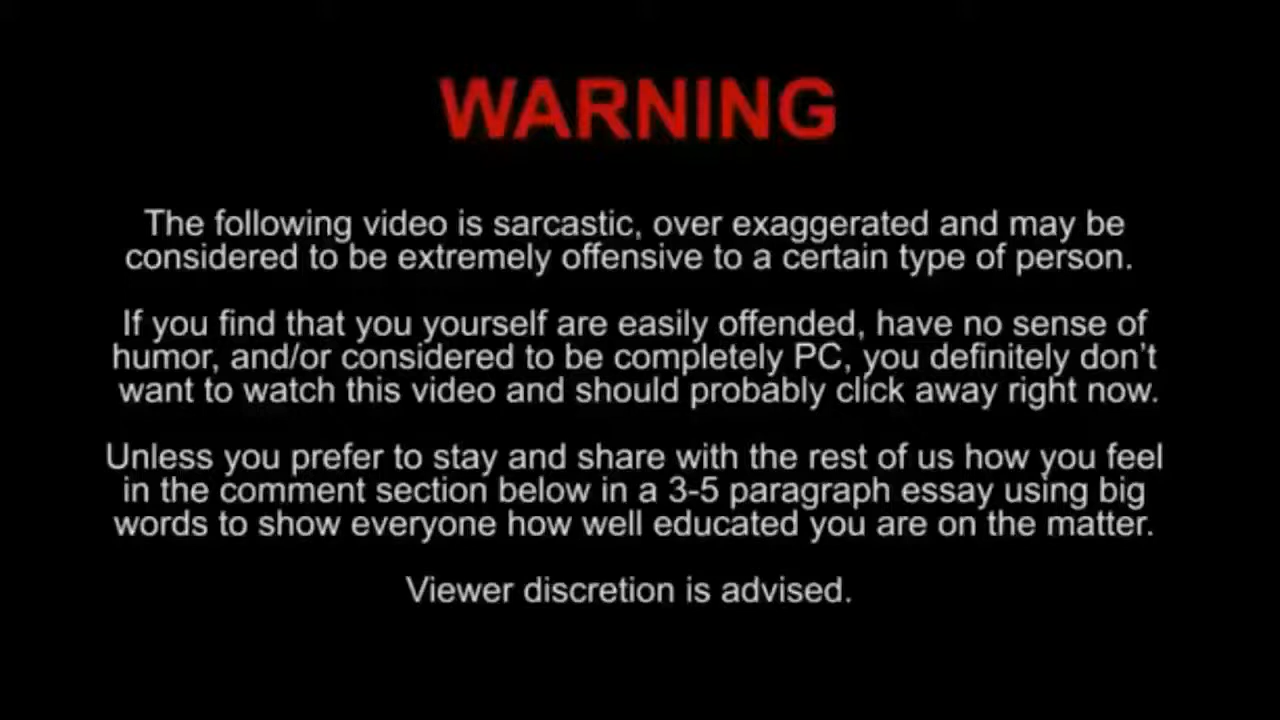 WARNING
The following video is sarcastic, over exaggerated and may be
considered to be extremely offensive to a certain type of person.
If you find that you yourself are easily offended, have no sense of
humor, and/or considered to be completely PC, you definitely don't
want to watch this video and should probably click away right now.
Unless you prefer to stay and share with the rest of us how you feel
in the comment section below in a 3-5 paragraph essay using big
words to show everyone how well educated you are on the matter.
Viewer discretion is advised.